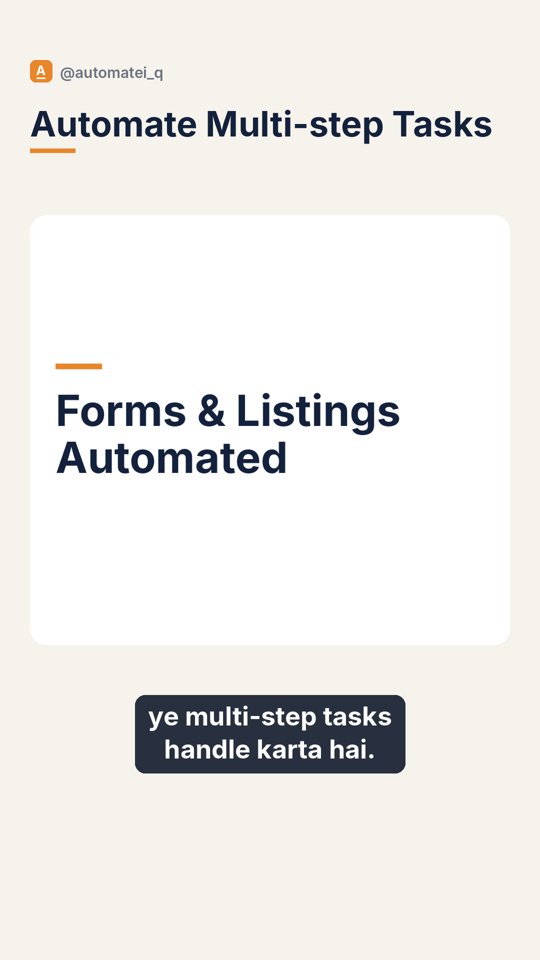 A
@automatei_q
Automate Multi-step Tasks
Forms & Listings
Automated
ye multi-step tasks
handle karta hai.